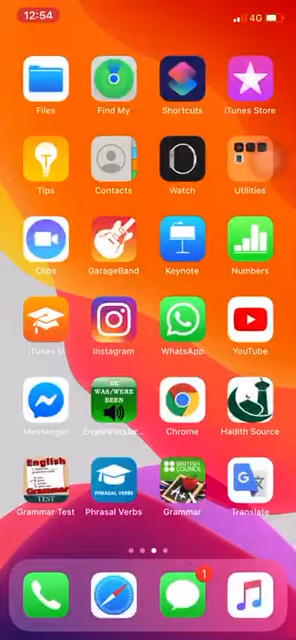 12:54 4G
Files Find My Shortcuts iTunes Store
Tips Contacts Watch Utilities
Clips GarageBand Keynote Numbers
iTunes U Instagram WhatsApp YouTube
BE
WAS/WERE
BEEN
Messenger EnglishIrregular... Chrome Hadith Source
English
Grammar
TEST
PHRASAL VERBS
BRITISH
COUNCIL
G
Grammar Test Phrasal Verbs Grammar Translate
1